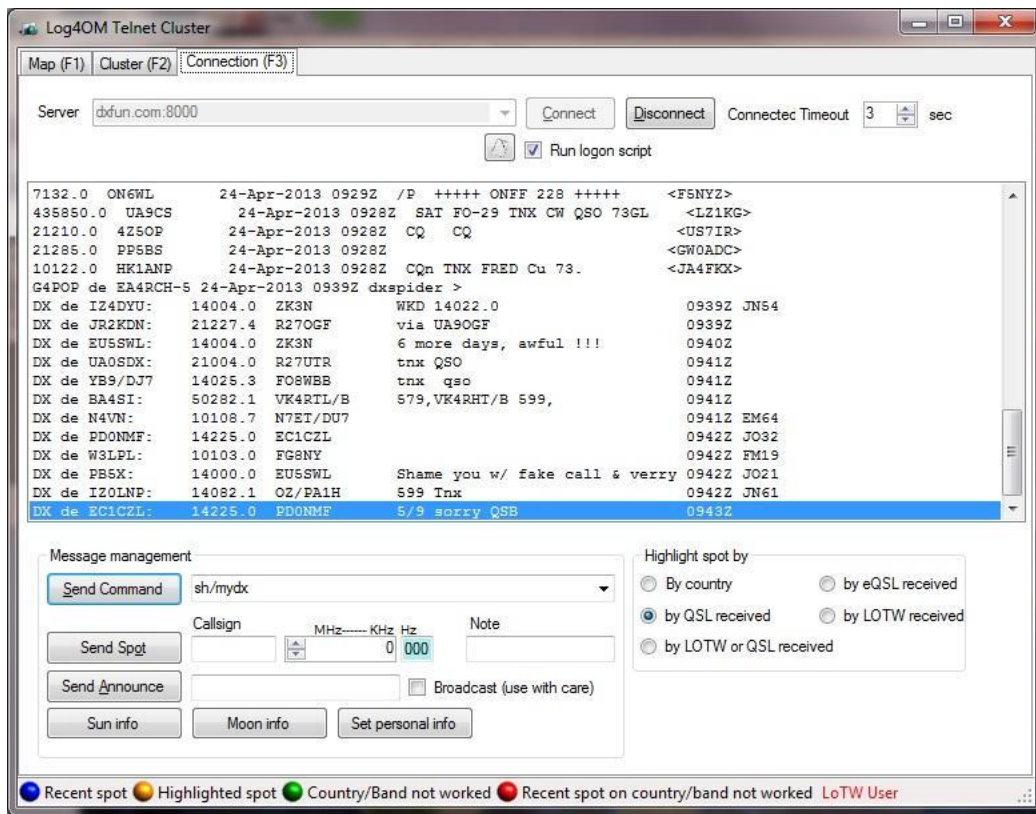 Log4OM Telnet Cluster
Map (F1) Cluster (F2) Connection (F3)
Server dxfun.com:8000 Connect Disconnect Connected Timeout 3 sec
Run logon script
7132.0 ON6WL 24-Apr-2013 0929Z /P +++++ ONFF 228 +++++ <F5NYZ>
435850.0 UA9CS 24-Apr-2013 0928Z SAT FO-29 TNX CW QSO 73GL <LZ1KG>
21210.0 4Z5OP 24-Apr-2013 0928Z CQ CQ <US7IR>
21285.0 PP5BS 24-Apr-2013 0928Z <GW0ADC>
10122.0 HK1ANP 24-Apr-2013 0928Z CQn TNX FRED Cu 73. <JA4FKX>
G4POP de EA4RCH-5 24-Apr-2013 0939Z dxspider >
DX de IZ4DYU: 14004.0 ZK3N WKD 14022.0 0939Z JN54
DX de JR2KDN: 21227.4 R27OGF via UA9OGF 0939Z
DX de EU5SWL: 14004.0 ZK3N 6 more days, awful !!! 0940Z
DX de UA0SDX: 21004.0 R27UTR tnx QSO 0941Z
DX de YB9/DJ7 14025.3 FO8WBB tnx qso 0941Z
DX de BA4SI: 50282.1 VK4RTL/B 579,VK4RHT/B 599, 0941Z
DX de N4VN: 10108.7 N7ET/DU7 0941Z EM64
DX de PD0NMF: 14225.0 EC1CZL 0942Z JO32
DX de W3LPL: 10103.0 FG8NY 0942Z FM19
DX de PB5X: 14000.0 EU5SWL Shame you w/ fake call & verry 0942Z JO21
DX de IZ0LNP: 14082.1 OZ/PA1H 599 Tnx 0942Z JN61
DX de EC1CZL: 14225.0 PD0NMF 5/9 sorry QSB 0943Z
Message management
Send Command sh/mydx
Callsign MHz------ KHz Hz Note
Send Spot 0 000
Send Announce Broadcast (use with care)
Sun info Moon info Set personal info
Highlight spot by
By country by eQSL received
by QSL received by LOTW received
by LOTW or QSL received
Recent spot Highlighted spot Country/Band not worked Recent spot on country/band not worked LoTW User